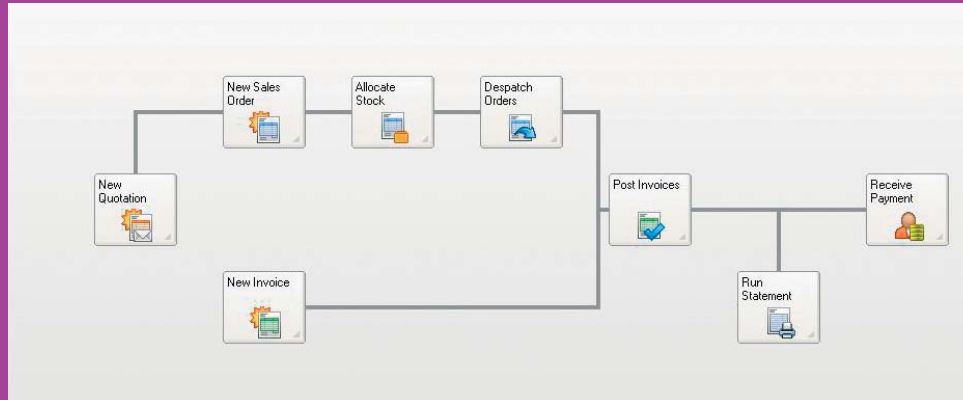 New Sales
Order
Allocate
Stock
Despatch
Orders
New
Quotation
Post Invoices
Receive
Payment
New Invoice
Run
Statement